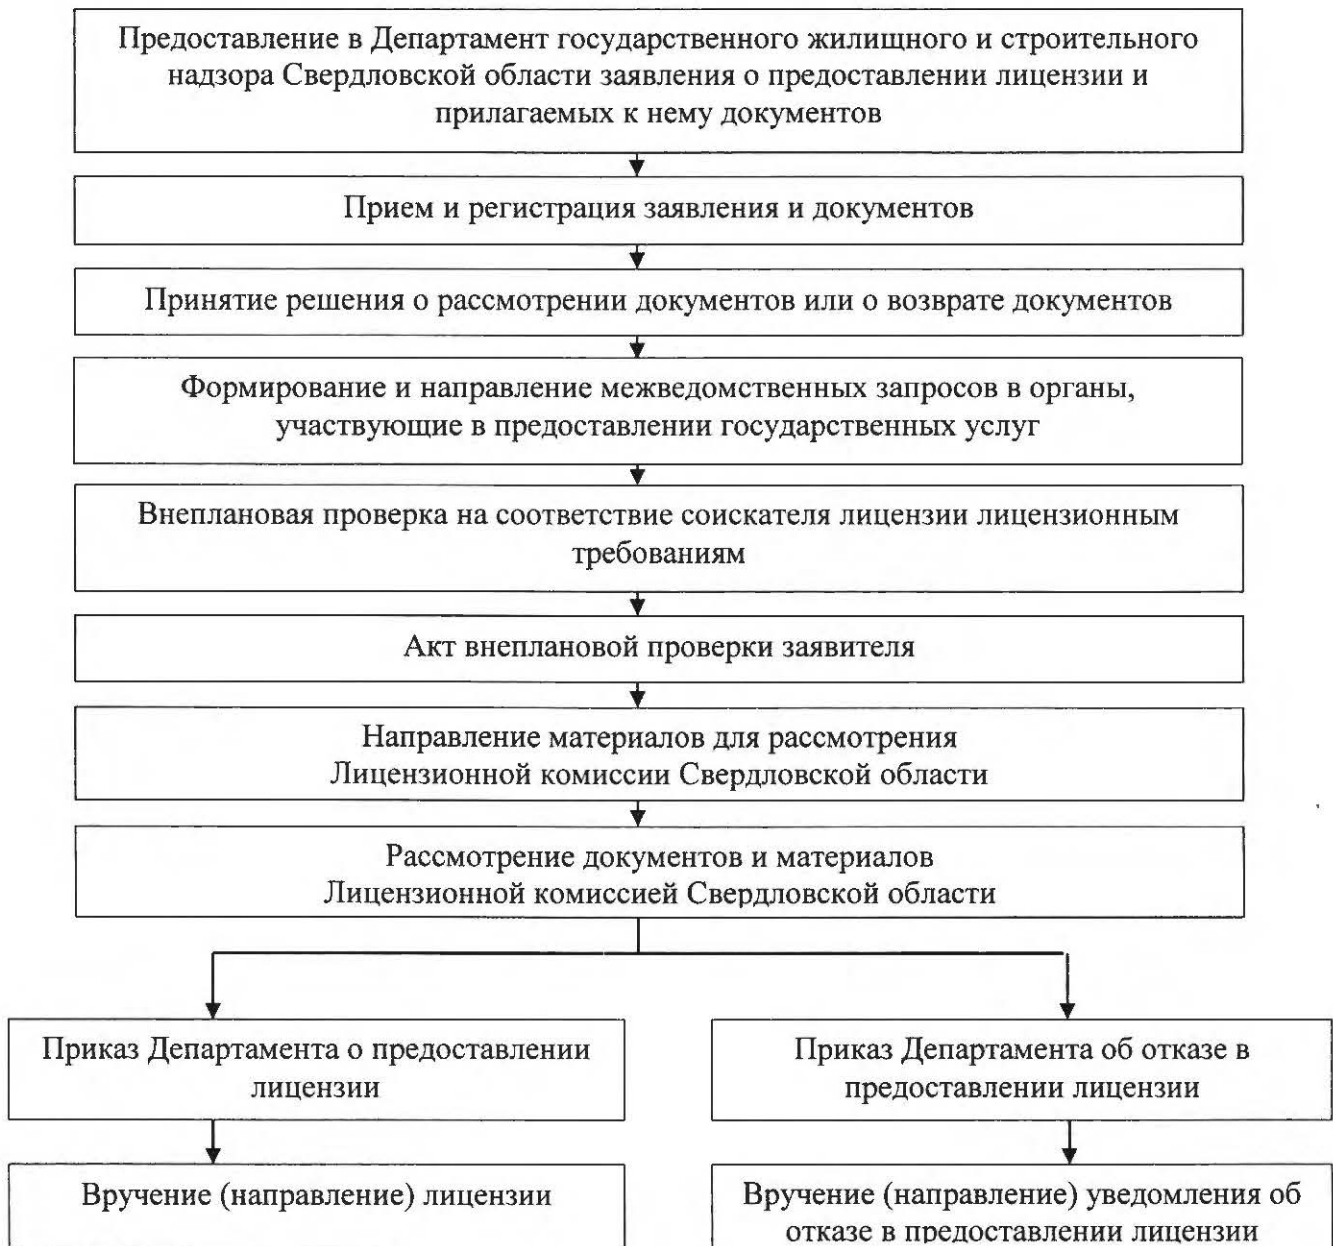 Предоставление в Департамент государственного жилищного и строительного
надзора Свердловской области заявления о предоставлении лицензии и
прилагаемых к нему документов
Прием и регистрация заявления и документов
Принятие решения о рассмотрении документов или о возврате документов
Формирование и направление межведомственных запросов в органы,
участвующие в предоставлении государственных услуг
Внеплановая проверка на соответствие соискателя лицензии лицензионным
требованиям
Акт внеплановой проверки заявителя
Направление материалов для рассмотрения
Лицензионной комиссии Свердловской области
Рассмотрение документов и материалов
Лицензионной комиссией Свердловской области
Приказ Департамента о предоставлении
лицензии
Приказ Департамента об отказе в
предоставлении лицензии
Вручение (направление) лицензии
Вручение (направление) уведомления об
отказе в предоставлении лицензии